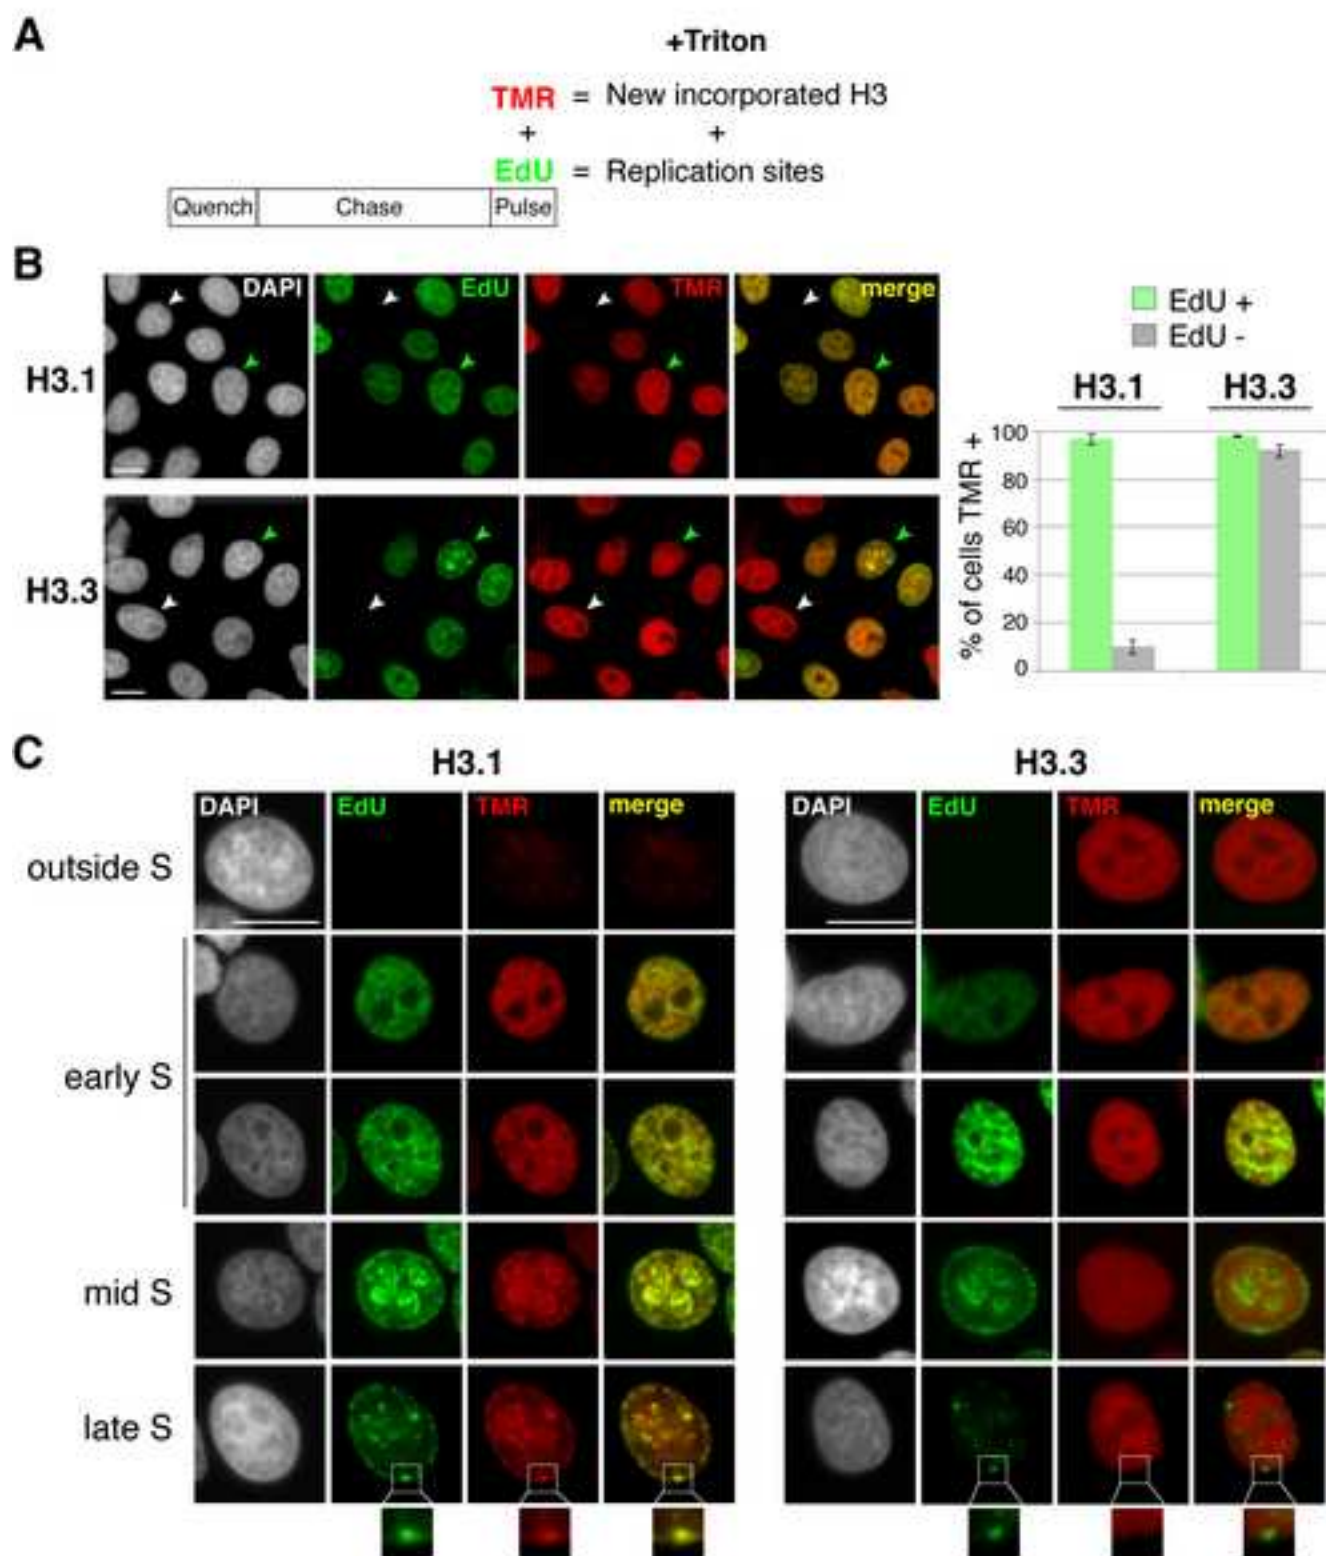 A
+Triton
TMR = New incorporated H3
+ +
EdU = Replication sites
Quench Chase Pulse
B
DAPI EdU TMR merge
H3.1
H3.3
EdU +
EdU -
H3.1 H3.3
% of cells TMR +
100
80
60
40
20
0
C
H3.1 H3.3
DAPI EdU TMR merge DAPI EdU TMR merge
outside S
early S
mid S
late S